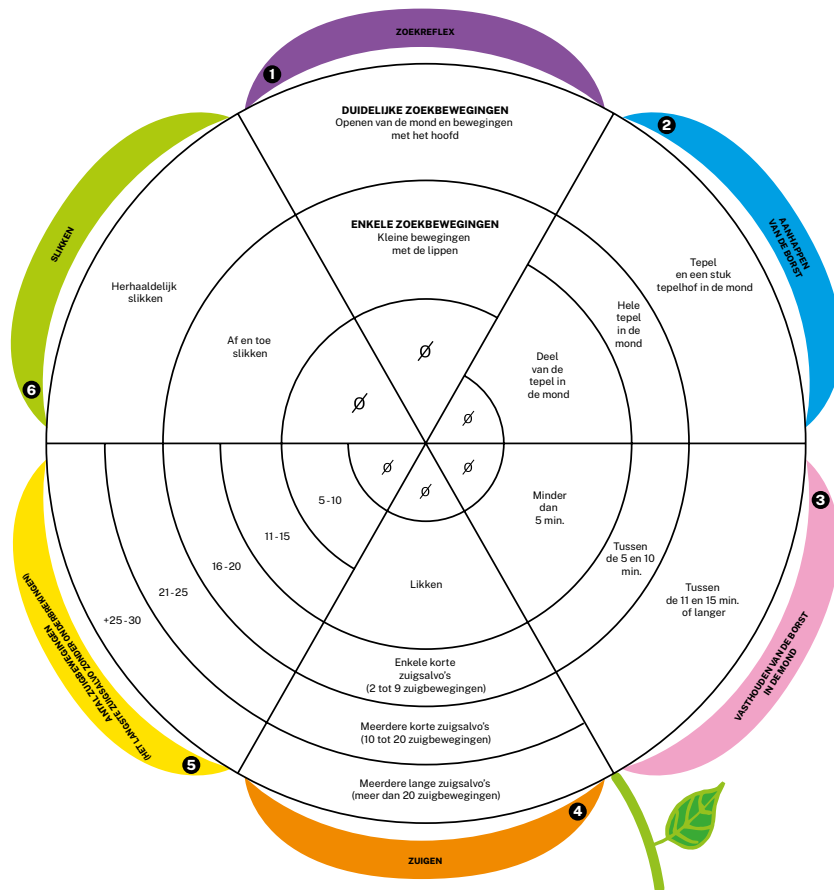 1
ZOEKREFLEX
DUIDELIJKE ZOEKBEWEGINGEN
Openen van de mond en bewegingen
met het hoofd
ENKELE ZOEKBEWEGINGEN
Kleine bewegingen
met de lippen
Ø
2
AANHAPPEN
VAN DE BORST
Tepel
en een stuk
tepelhof in de mond
Hele
tepel
in de
mond
Deel
van de
tepel in
de mond
Ø
3
VASTHOUDEN VAN DE BORST
IN DE MOND
Ø
Minder
dan
5 min.
Tussen
de 5 en 10
min.
Tussen
de 11 en 15 min.
of langer
4
ZUIGEN
Ø
Likken
Enkele korte
zuigsalvo's
(2 tot 9 zuigbewegingen)
Meerdere korte zuigsalvo's
(10 tot 20 zuigbewegingen)
Meerdere lange zuigsalvo's
(meer dan 20 zuigbewegingen)
5
ANTAL ZUIGBEWEGINGEN
(HET LANGSTE ZUIGSALVO ZONDER ONDERBREKINGEN)
Ø
5 - 10
11 - 15
16 - 20
21 - 25
+25 - 30
6
SLIKKEN
Herhaaldelijk
slikken
Af en toe
slikken
Ø